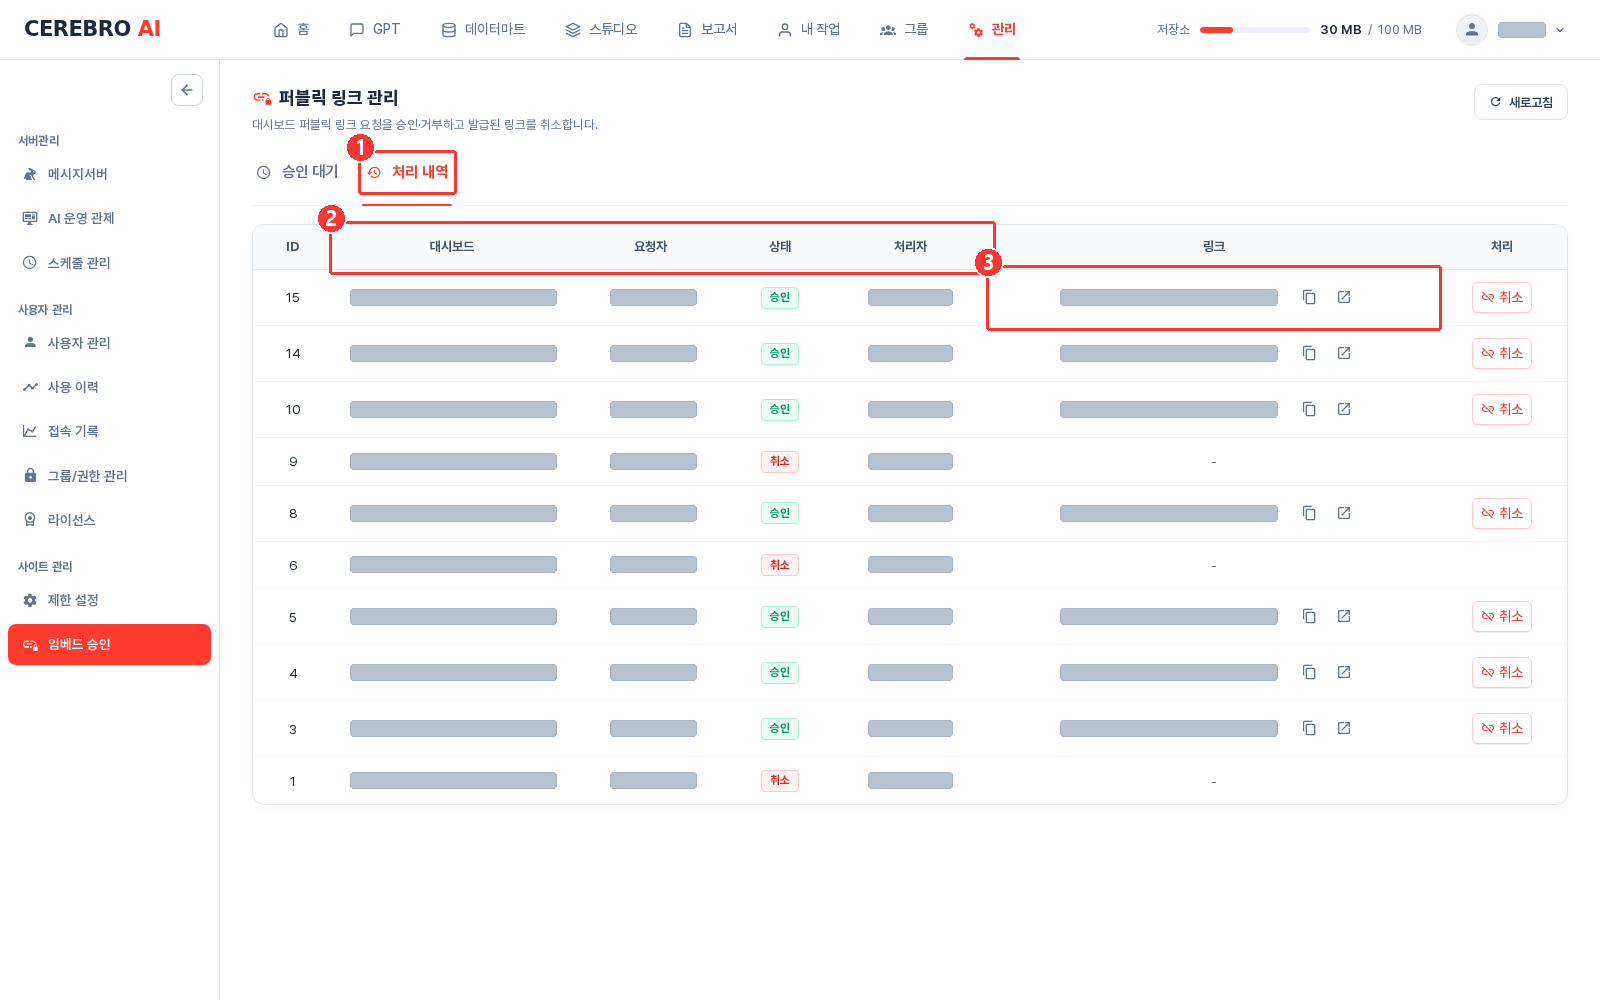 CEREBRO AI
홈
GPT
데이터마트
스튜디오
보고서
내 작업
그룹
관리
저장소
30 MB / 100 MB
서버관리
메시지서버
AI 운영 관제
스케줄 관리
사용자 관리
사용자 관리
사용 이력
접속 기록
그룹/권한 관리
라이선스
사이트 관리
제한 설정
임베드 승인
퍼블릭 링크 관리
새로고침
대시보드 퍼블릭 링크 요청을 승인·거부하고 발급된 링크를 취소합니다.
1
승인 대기
처리 내역
2
ID 대시보드 요청자 상태 처리자 링크 처리
3
15 승인 취소
14 승인 취소
10 승인 취소
9 취소 -
8 승인 취소
6 취소 -
5 승인 취소
4 승인 취소
3 승인 취소
1 취소 -